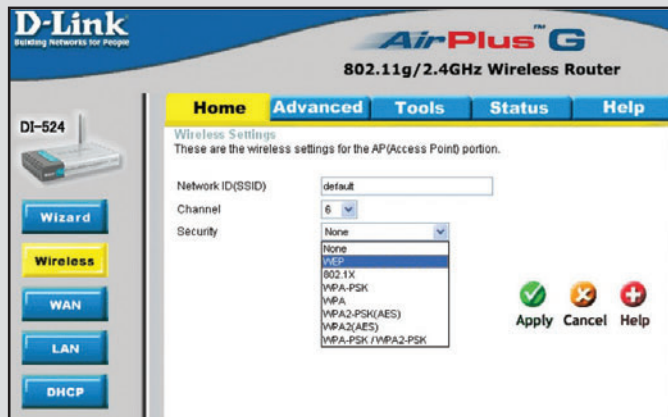 D-Link
Building Networks for People
AirPlus™ G
802.11g/2.4GHz Wireless Router
DI-524
Home Advanced Tools Status Help
Wireless Settings
These are the wireless settings for the AP(Access Point) portion.
Network ID(SSID) default
Channel 6
Security None
None
WEP
802.1X
WPA-PSK
WPA
WPA2-PSK(AES)
WPA2(AES)
WPA-PSK / WPA2-PSK
Wizard
Wireless
WAN
LAN
DHCP
Apply Cancel Help